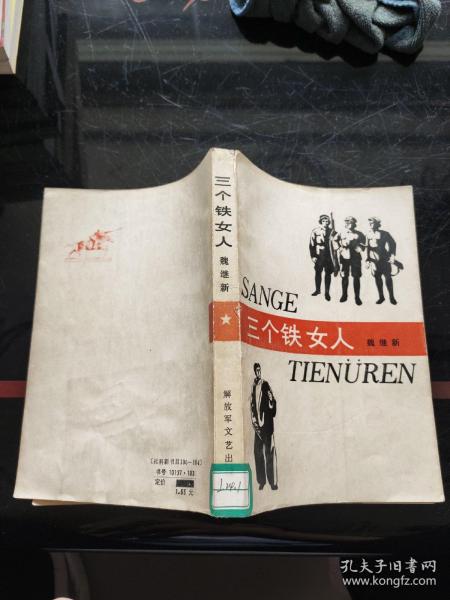 三个铁女人
魏继新
解放军文艺出
SANGE
三个铁女人 魏继新
TIENÜREN
书号 10137·103
定价
1.65元
孔夫子旧书网
www.kongfz.com